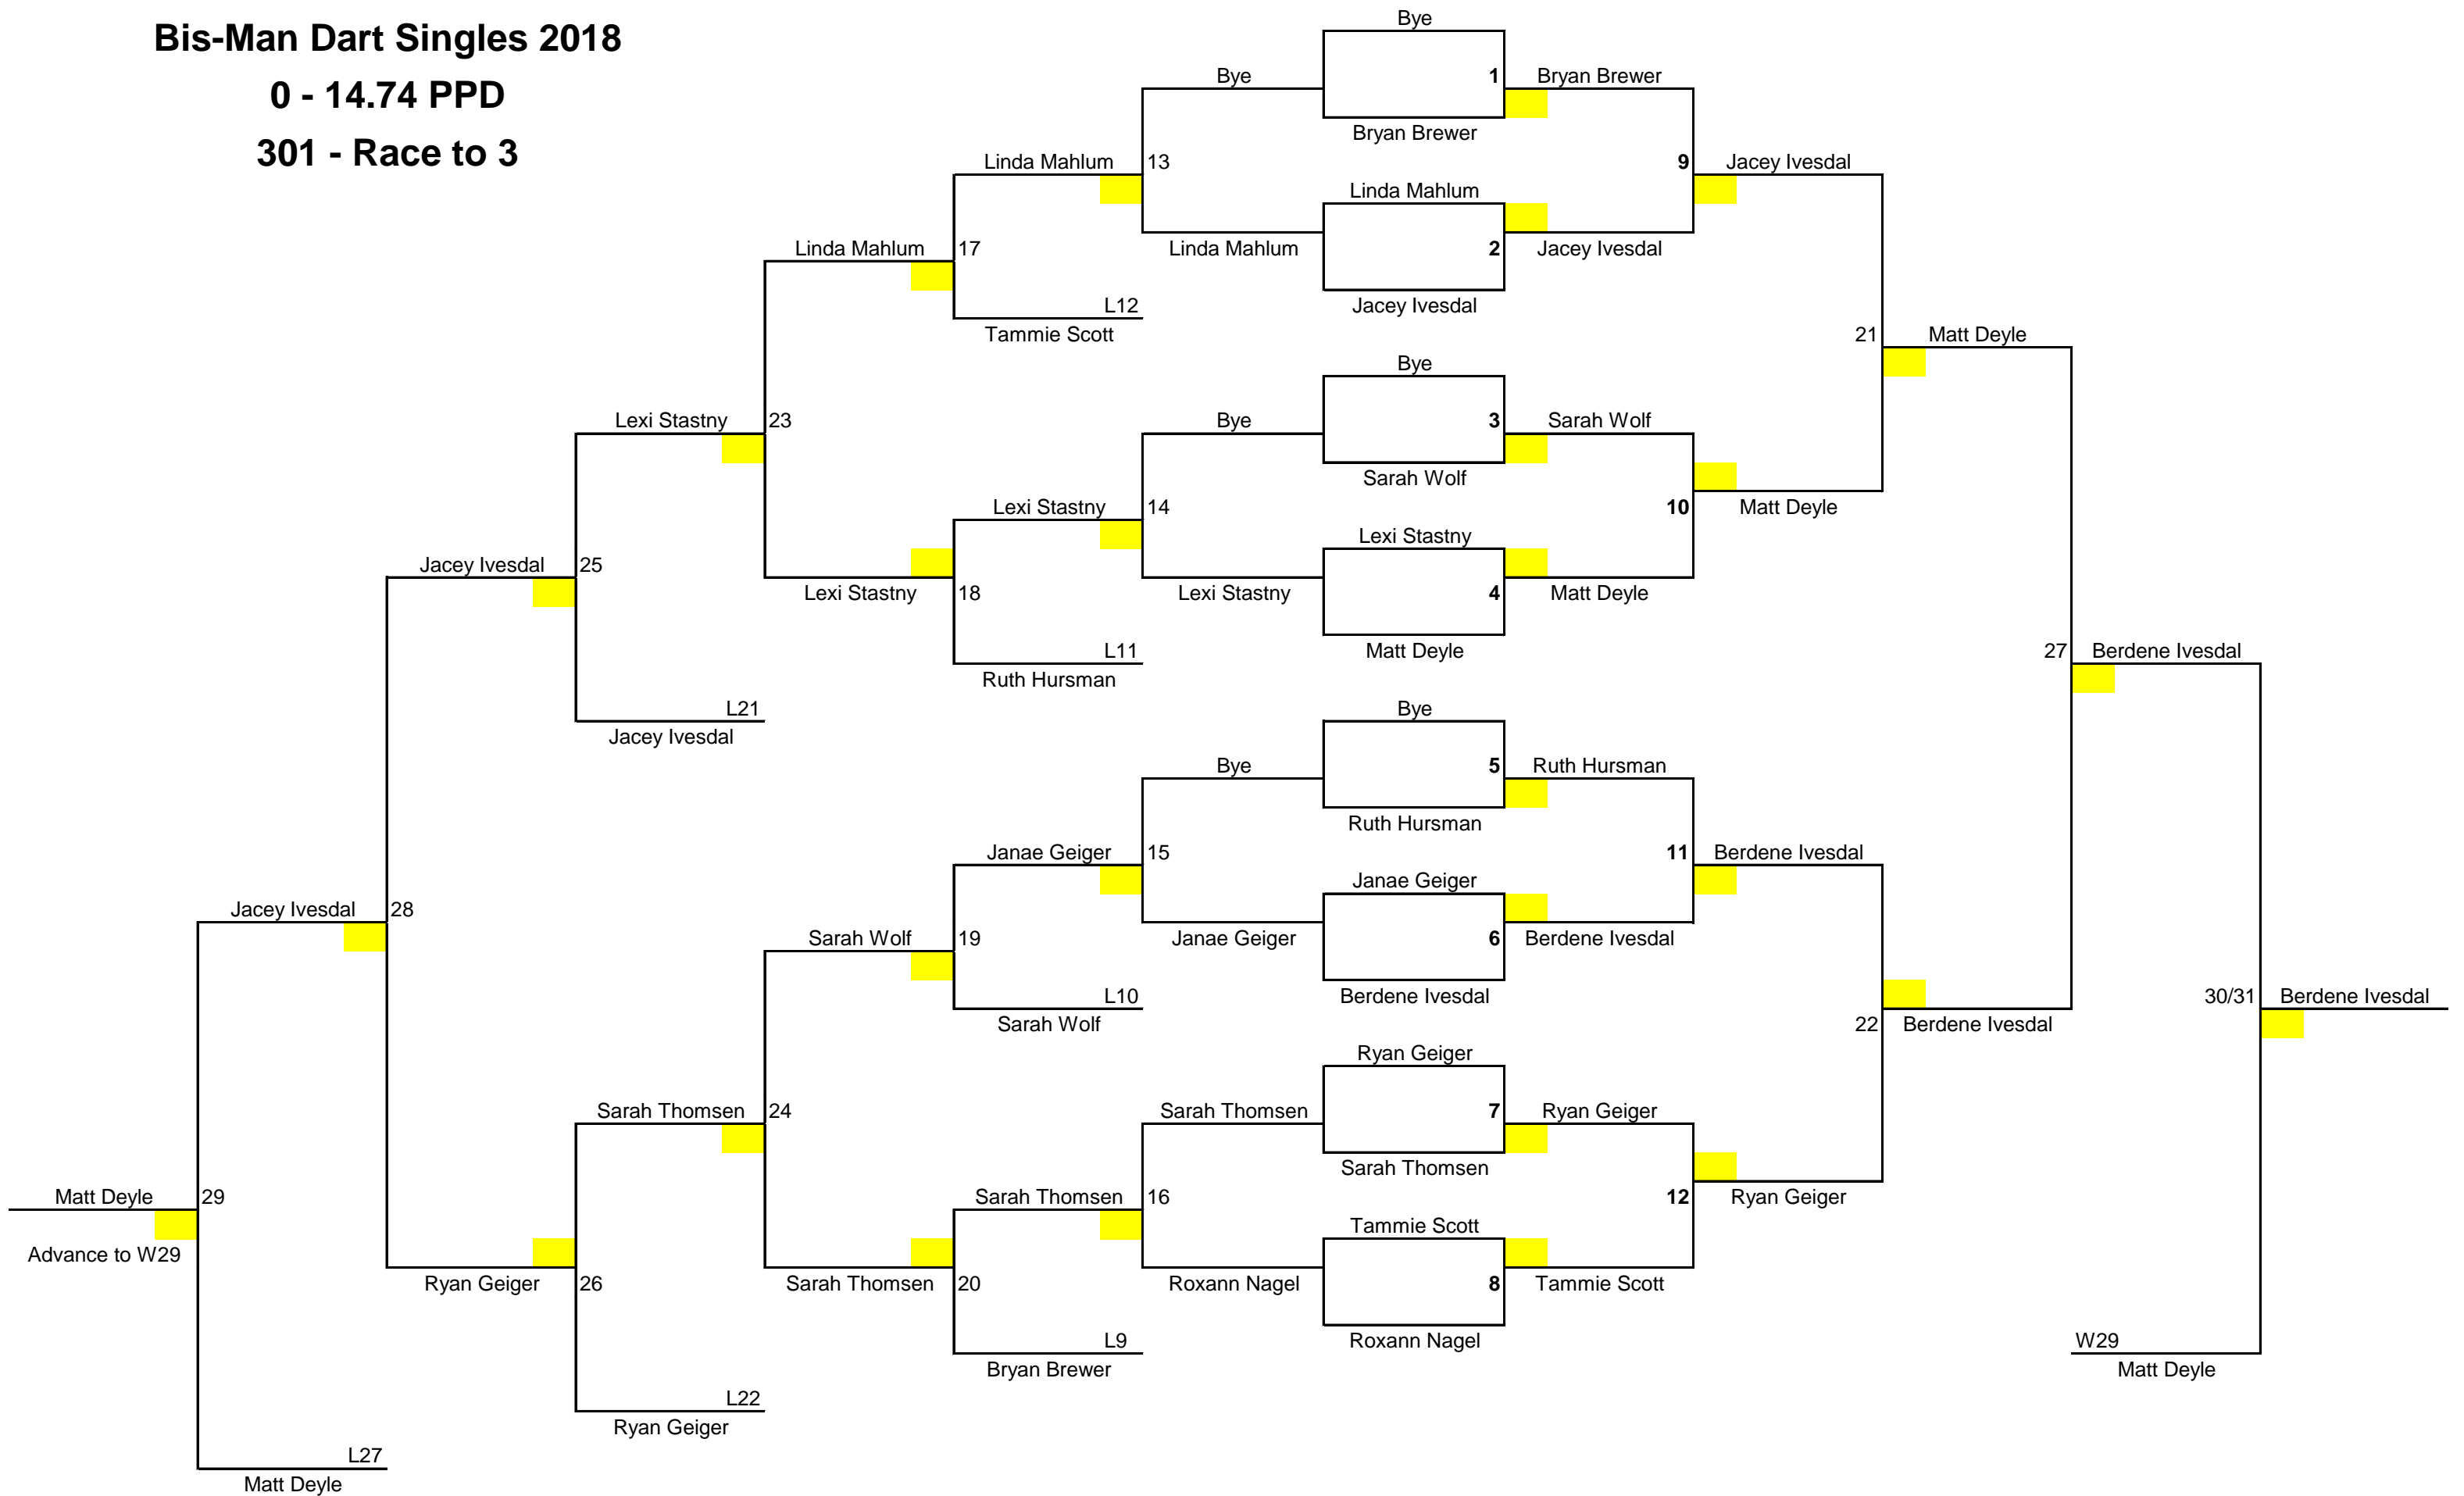 Bis-Man Dart Singles 2018
0 - 14.74 PPD
301 - Race to 3
Bye
Bye
1
Bryan Brewer
Bryan Brewer
Linda Mahlum
13
9
Jacey Ivesdal
Linda Mahlum
Linda Mahlum
17
Linda Mahlum
2
Jacey Ivesdal
L12
Jacey Ivesdal
Tammie Scott
21
Matt Deyle
Bye
Lexi Stastny
23
Bye
3
Sarah Wolf
Sarah Wolf
Lexi Stastny
14
10
Matt Deyle
Lexi Stastny
Jacey Ivesdal
25
Lexi Stastny
18
Lexi Stastny
4
Matt Deyle
L11
Matt Deyle
27
Berdene Ivesdal
Ruth Hursman
L21
Bye
Jacey Ivesdal
Bye
5
Ruth Hursman
Ruth Hursman
Janae Geiger
15
11
Berdene Ivesdal
Janae Geiger
Jacey Ivesdal
28
Sarah Wolf
19
Janae Geiger
6
Berdene Ivesdal
L10
Berdene Ivesdal
30/31
Berdene Ivesdal
Sarah Wolf
22
Berdene Ivesdal
Ryan Geiger
Sarah Thomsen
24
Sarah Thomsen
7
Ryan Geiger
Sarah Thomsen
Matt Deyle
29
Sarah Thomsen
16
12
Ryan Geiger
Tammie Scott
Advance to W29
Ryan Geiger
26
Sarah Thomsen
20
Roxann Nagel
8
Tammie Scott
L9
Roxann Nagel
W29
Bryan Brewer
Matt Deyle
L22
Ryan Geiger
L27
Matt Deyle